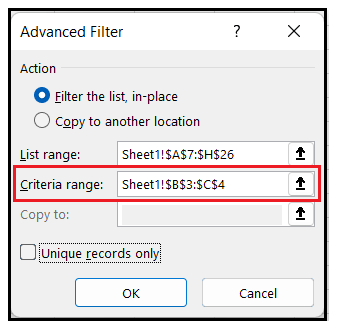 Advanced Filter ? ×
Action
Filter the list, in-place
Copy to another location
List range: Sheet1!$A$7:$H$26
Criteria range: Sheet1!$B$3:$C$4
Copy to:
Unique records only
OK Cancel